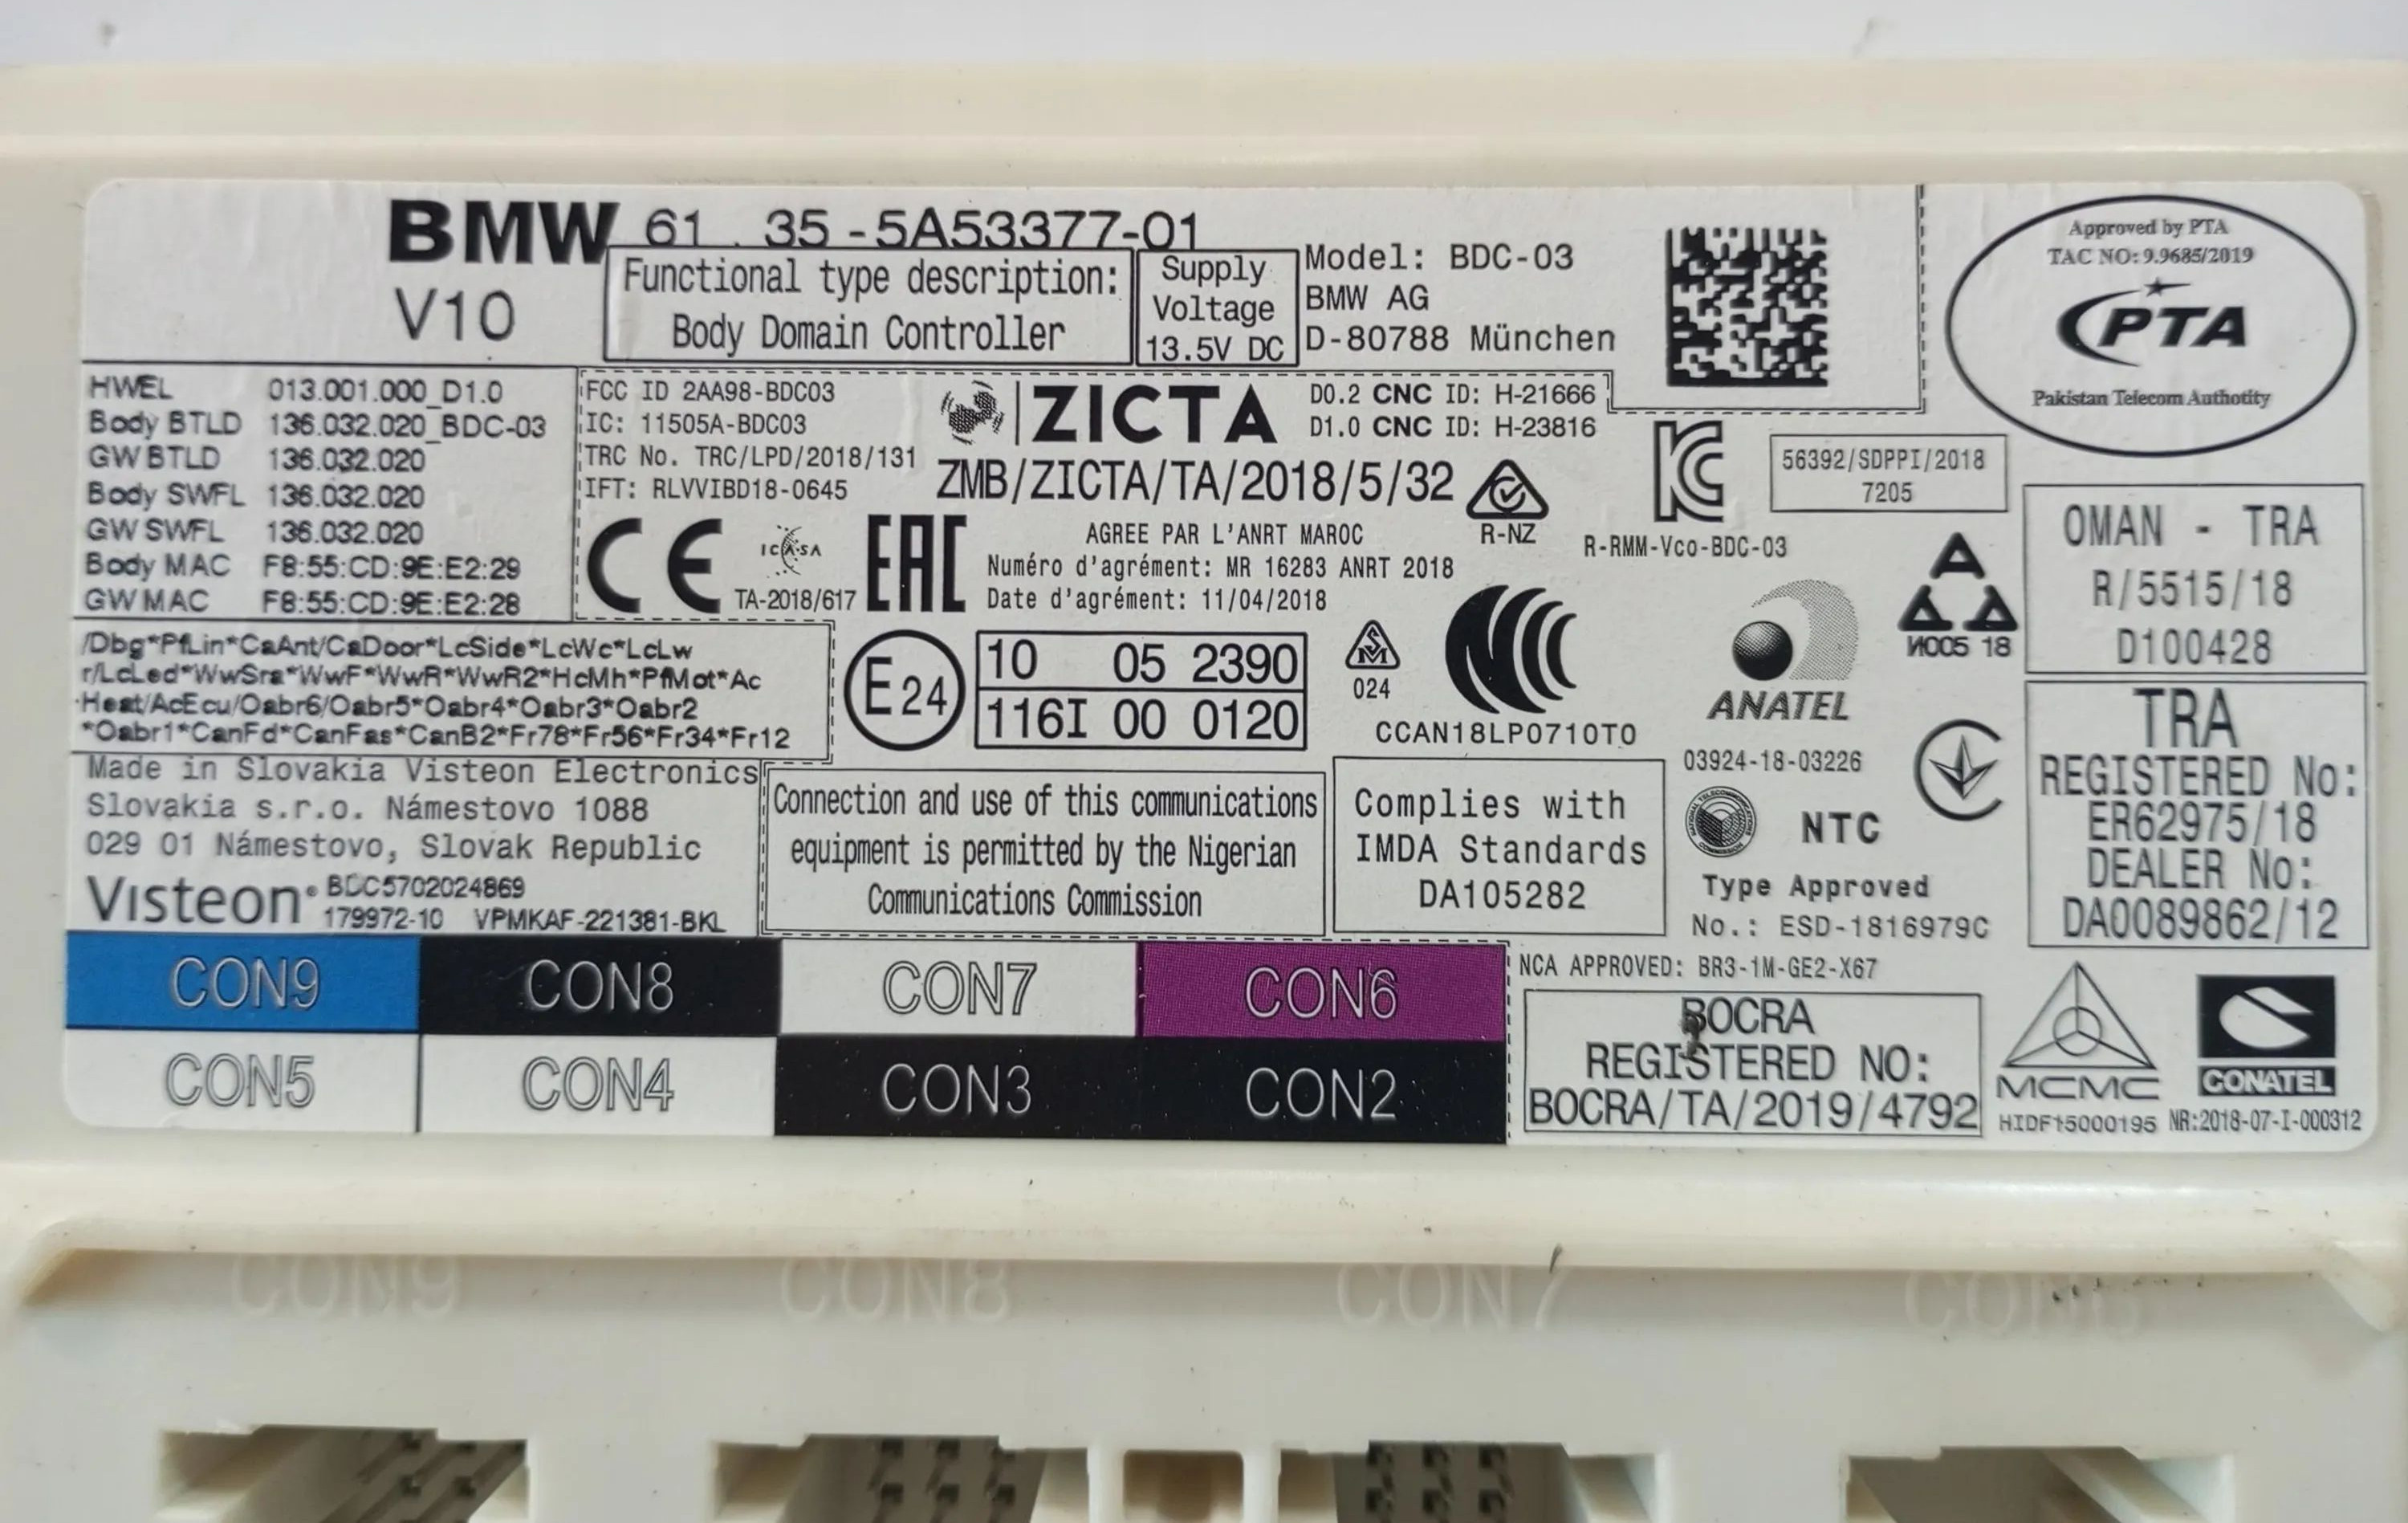 BMW 61 . 35 - 5A53377-01
V10
Functional type description:
Body Domain Controller
Supply
Voltage
13.5V DC
Model: BDC-03
BMW AG
D-80788 München
Approved by PTA
TAC NO: 9.9685/2019
PTA
Pakistan Telecom Authotity
HWEL 013.001.000_D1.0
Body BTLD 136.032.020_BDC-03
GW BTLD 136.032.020
Body SWFL 136.032.020
GW SWFL 136.032.020
Body MAC F8:55:CD:9E:E2:29
GW MAC F8:55:CD:9E:E2:28
FCC ID 2AA98-BDC03
IC: 11505A-BDC03
TRC No. TRC/LPD/2018/131
IFT: RLVVIBD18-0645
ZICTA
ZMB/ZICTA/TA/2018/5/32
D0.2 CNC ID: H-21666
D1.0 CNC ID: H-23816
R-NZ
R-RMM-Vco-BDC-03
56392/SDPPI/2018
7205
CE
ICASA
TA-2018/617
EAC
AGREE PAR L'ANRT MAROC
Numéro d'agrément: MR 16283 ANRT 2018
Date d'agrément: 11/04/2018
И005 18
OMAN - TRA
R/5515/18
D100428
/Dbg*PfLin*CaAnt/CaDoor*LcSide*LcWc*LcLw
r/LcLed*WwSra*WwF*WwR*WwR2*HcMh*PfMot*Ac
Heat/AcEcu/Oabr6/Oabr5*Oabr4*Oabr3*Oabr2
*Oabr1*CanFd*CanFas*CanB2*Fr78*Fr56*Fr34*Fr12
E24
10 05 2390
116I 00 0120
024
CCAN18LP0710T0
ANATEL
03924-18-03226
TRA
REGISTERED No:
ER62975/18
DEALER No:
DA0089862/12
Made in Slovakia Visteon Electronics
Slovakia s.r.o. Námestovo 1088
029 01 Námestovo, Slovak Republic
Visteon BDC5702024869
179972-10 VPMKAF-221381-BKL
Connection and use of this communications
equipment is permitted by the Nigerian
Communications Commission
Complies with
IMDA Standards
DA105282
NTC
Type Approved
No.: ESD-1816979C
NCA APPROVED: BR3-1M-GE2-X67
BOCRA
REGISTERED NO:
BOCRA/TA/2019/4792
MCMC
HIDF15000195
CONATEL
NR:2018-07-I-000312
CON9 CON8 CON7 CON6
CON5 CON4 CON3 CON2
CON9 CON8 CON7 CON6